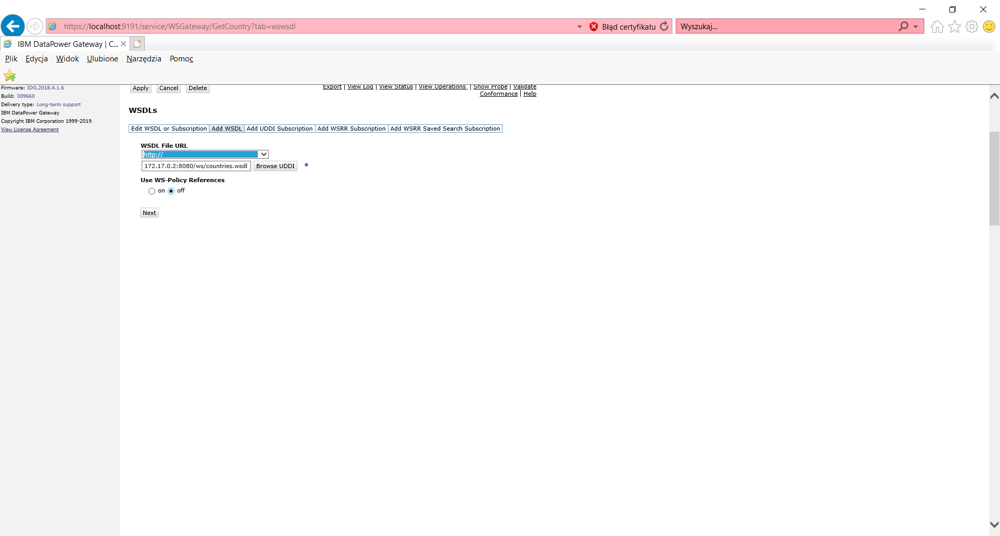 https://localhost:9191/service/WSGateway/GetCountry?tab=wswsdl
Błąd certyfikatu
Wyszukaj...
IBM DataPower Gateway | C...
Plik Edycja Widok Ulubione Narzędzia Pomoc
Firmware: IDG.2018.4.1.6
Build: 309660
Delivery type: Long-term support
IBM DataPower Gateway
Copyright IBM Corporation 1999-2019
View License Agreement
Apply Cancel Delete
Export | View Log | View Status | View Operations | Show Probe | Validate
Conformance | Help
WSDLs
Edit WSDL or Subscription Add WSDL Add UDDI Subscription Add WSRR Subscription Add WSRR Saved Search Subscription
WSDL File URL
http://
172.17.0.2:8080/ws/countries.wsdl Browse UDDI *
Use WS-Policy References
on off
Next